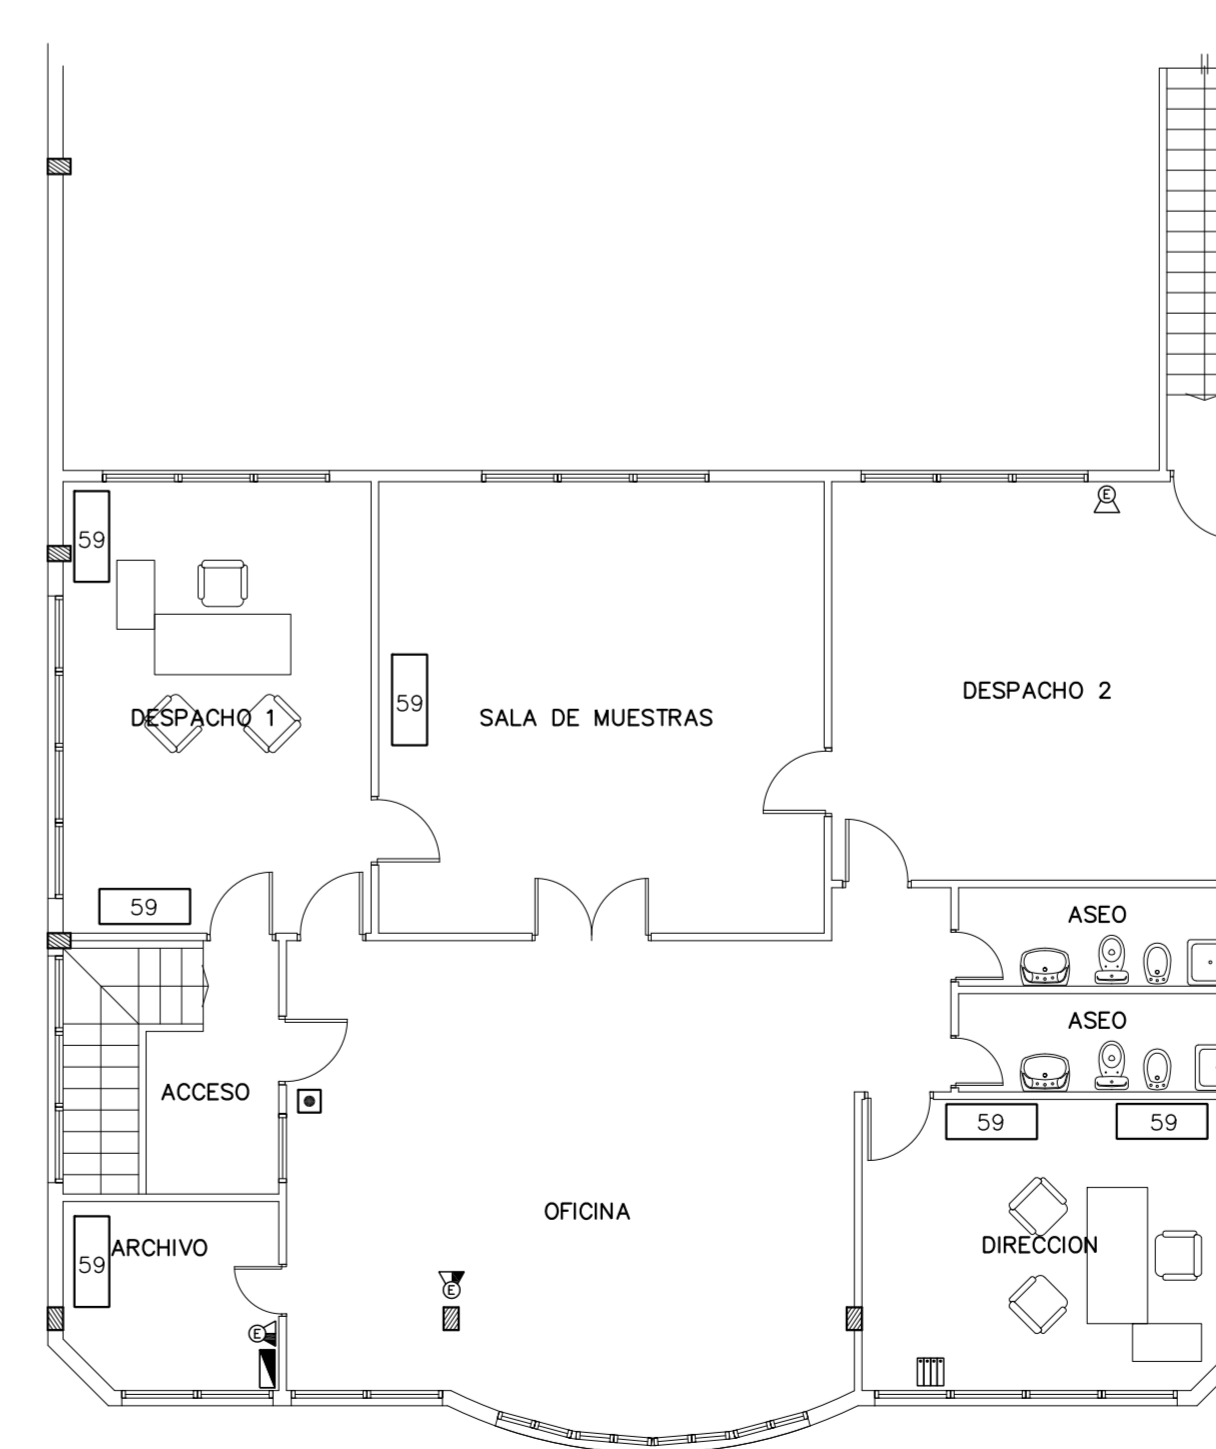 E
59
59
DESPACHO 2
DESPACHO 1
SALA DE MUESTRAS
59
ASEO
ASEO
ACCESO
59
59
OFICINA
DIRECCION
ARCHIVO
59
E
E